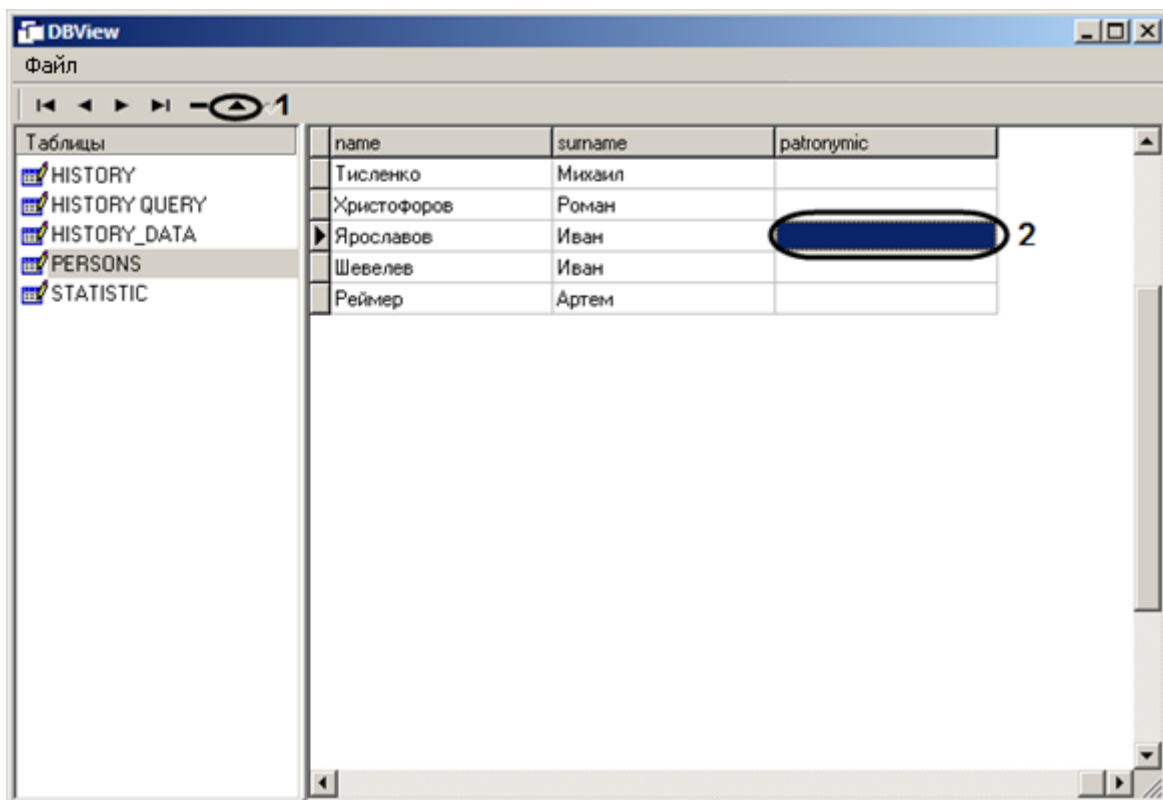 DBView
Файл
1
Таблицы
HISTORY
HISTORY QUERY
HISTORY_DATA
PERSONS
STATISTIC
name surname patronymic
Тисленко Михаил
Христофоров Роман
Ярославов Иван 2
Шевелев Иван
Реймер Артем